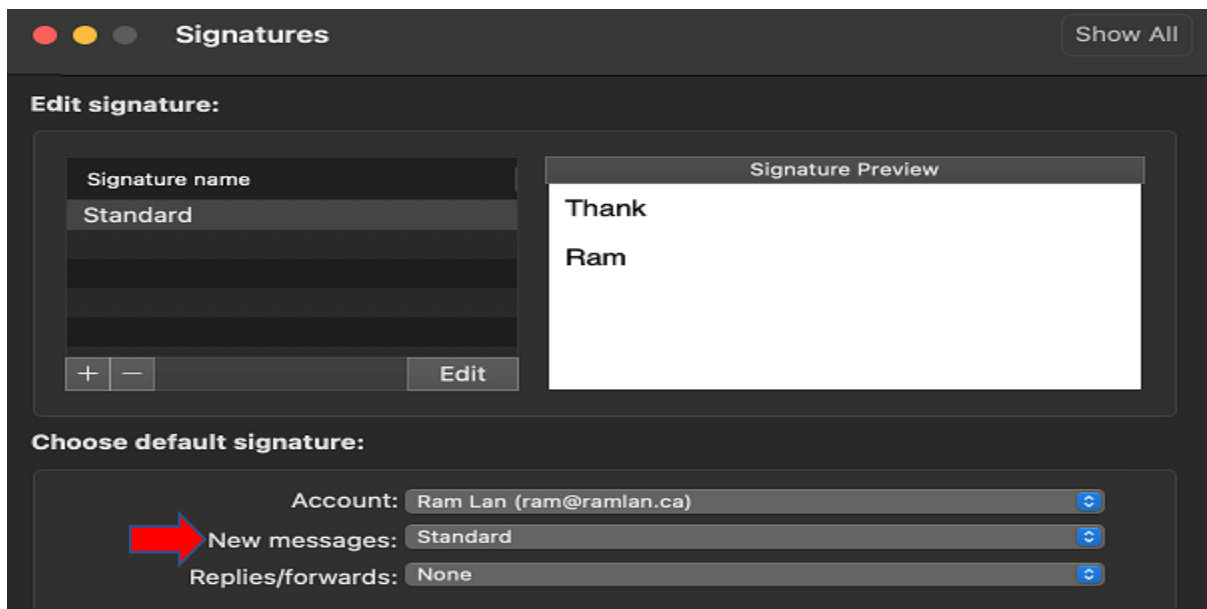 Signatures
Show All
Edit signature:
Signature name
Standard
+ — Edit
Signature Preview
Thank
Ram
Choose default signature:
Account: Ram Lan (ram@ramlan.ca)
New messages: Standard
Replies/forwards: None